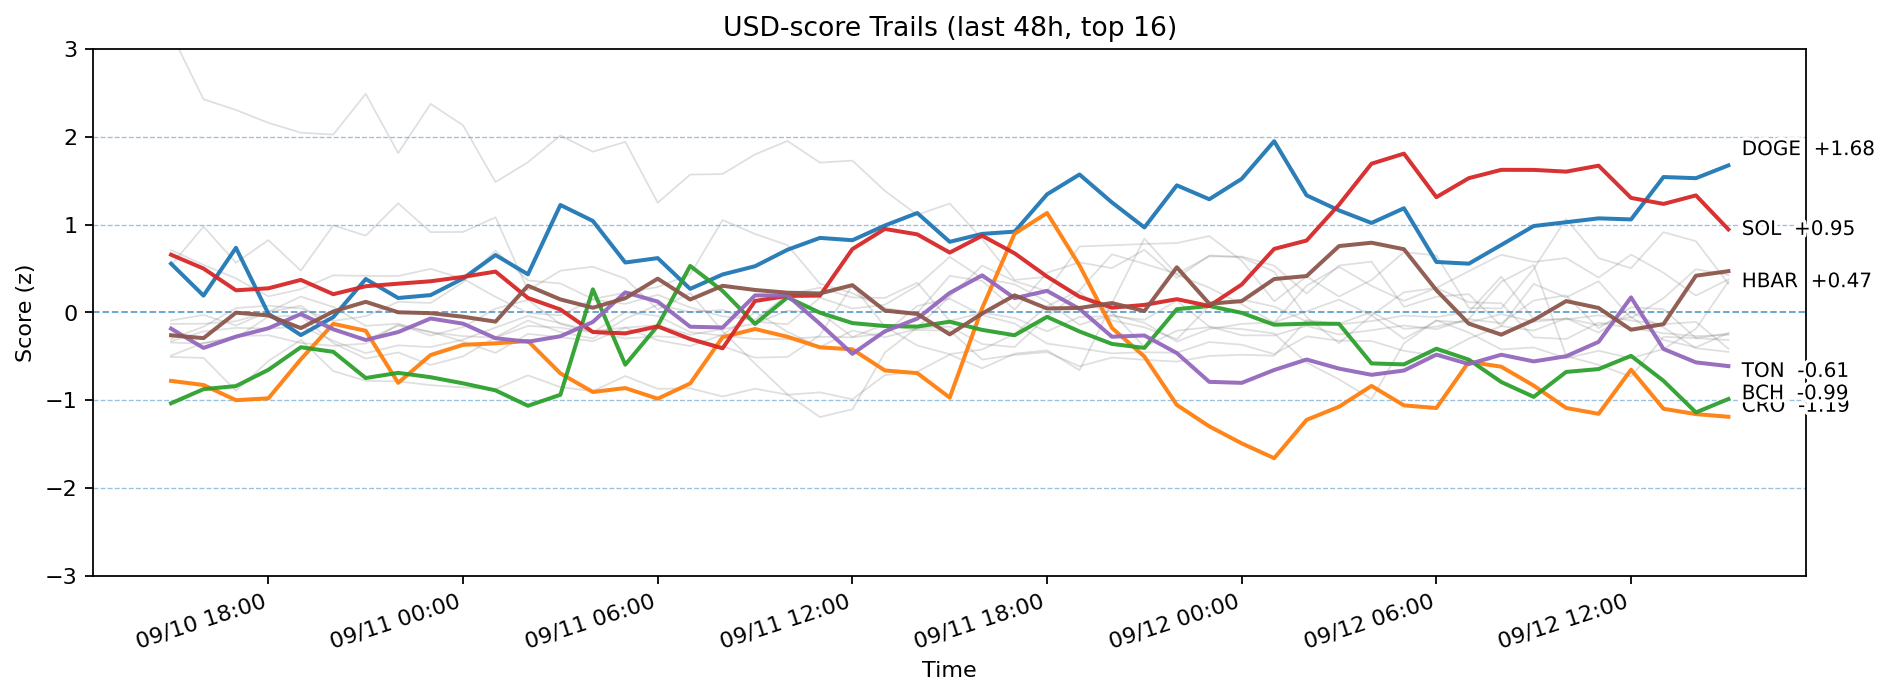 USD-score Trails (last 48h, top 16)
3
2
1
0
−1
−2
−3
Score (z)
DOGE +1.68
SOL +0.95
HBAR +0.47
TON -0.61
BCH -0.99
CRO -1.19
09/10 18:00
09/11 00:00
09/11 06:00
09/11 12:00
09/11 18:00
09/12 00:00
09/12 06:00
09/12 12:00
Time